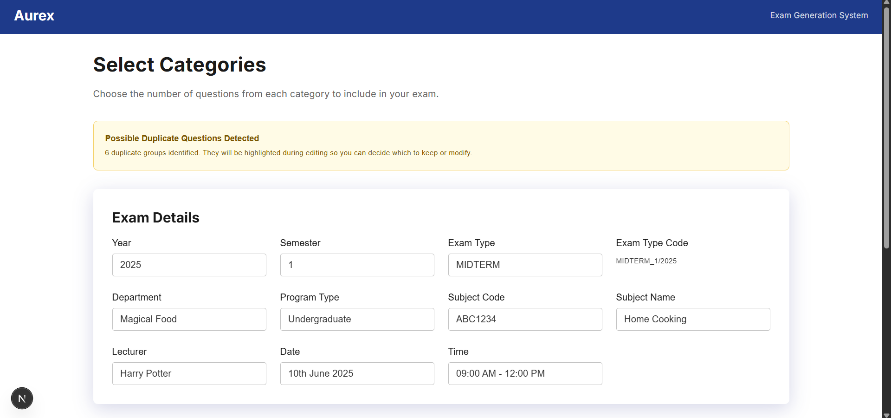 Aurex
Exam Generation System
Select Categories
Choose the number of questions from each category to include in your exam.
Possible Duplicate Questions Detected
6 duplicate groups identified. They will be highlighted during editing so you can decide which to keep or modify.
Exam Details
Year Semester Exam Type Exam Type Code
2025 1 MIDTERM MIDTERM_1/2025
Department Program Type Subject Code Subject Name
Magical Food Undergraduate ABC1234 Home Cooking
Lecturer Date Time
Harry Potter 10th June 2025 09:00 AM - 12:00 PM
N